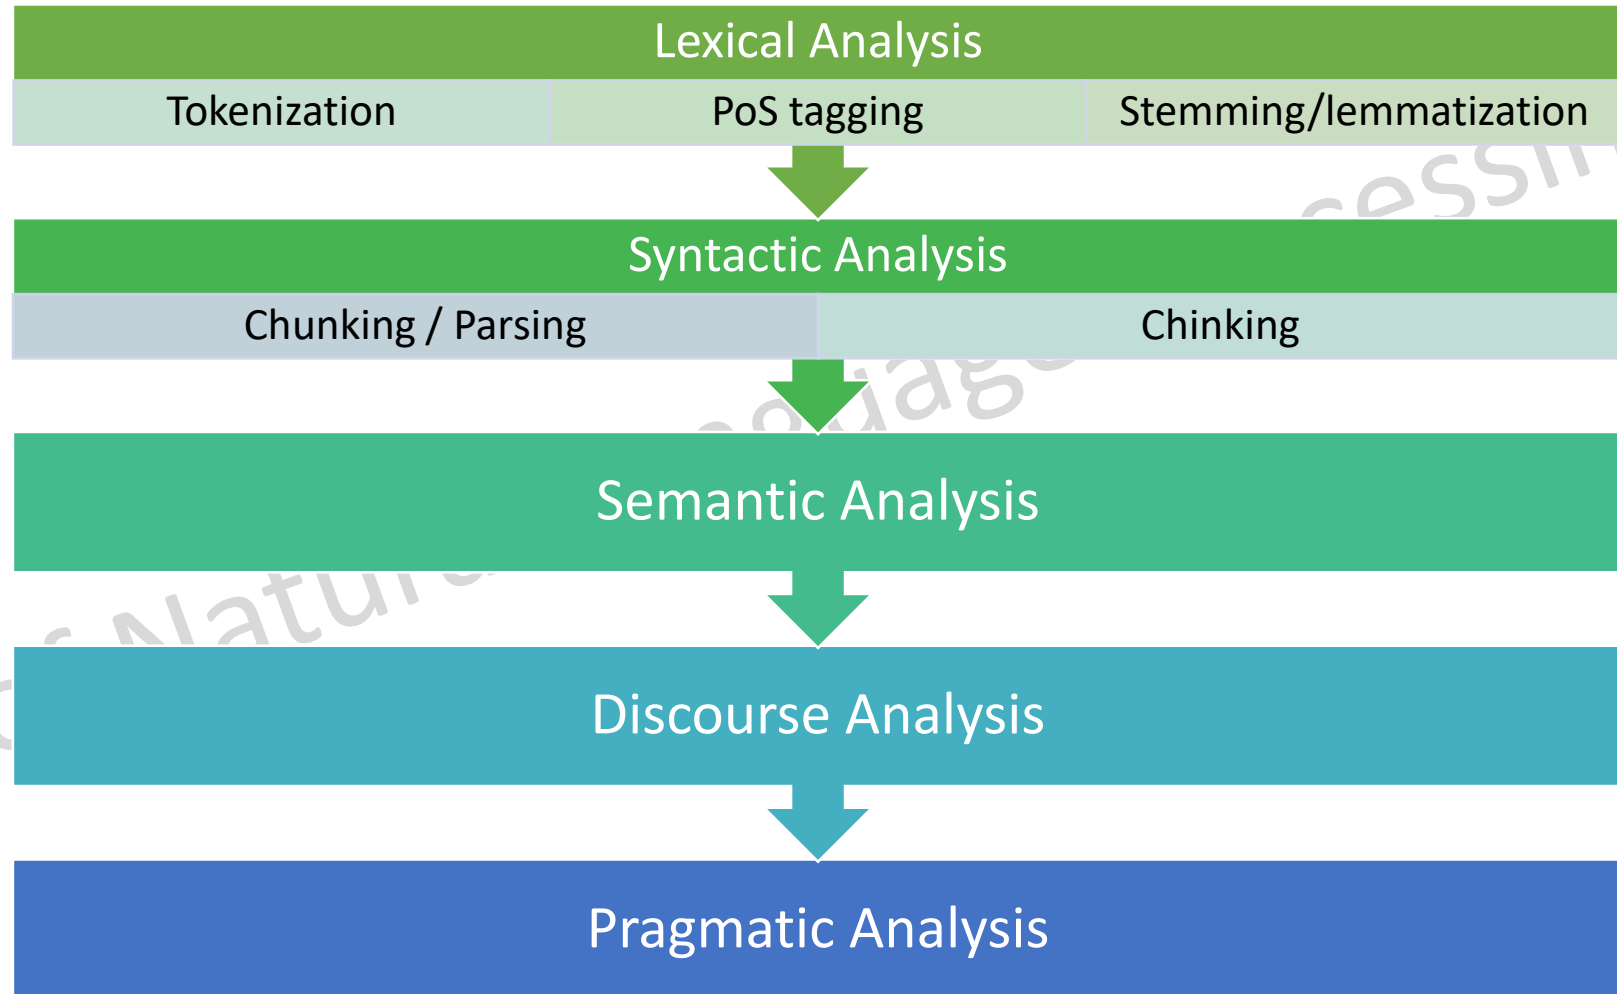 Lexical Analysis
Tokenization PoS tagging Stemming/lemmatization
Syntactic Analysis
Chunking / Parsing Chinking
Semantic Analysis
Discourse Analysis
Pragmatic Analysis